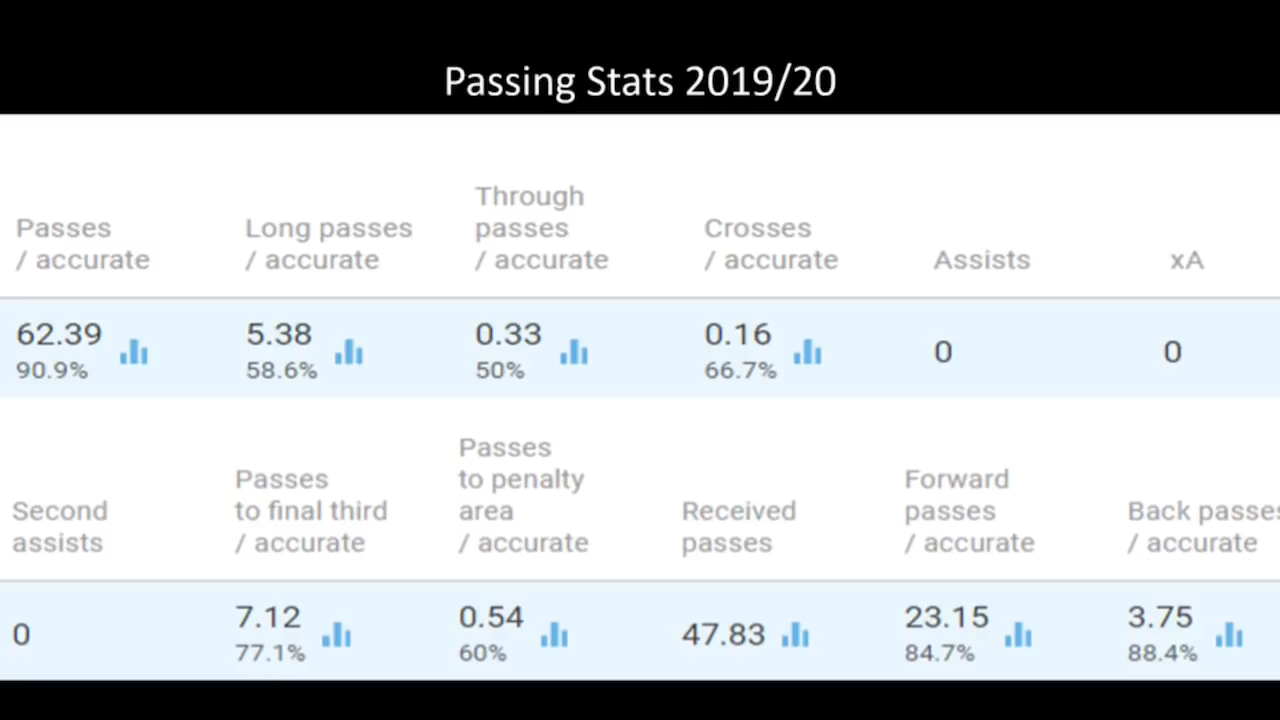 Passing Stats 2019/20
Passes
/ accurate
Long passes
/ accurate
Through
passes
/ accurate
Crosses
/ accurate
Assists
xA
62.39
90.9%
5.38
58.6%
0.33
50%
0.16
66.7%
0
0
Second
assists
Passes
to final third
/ accurate
Passes
to penalty
area
/ accurate
Received
passes
Forward
passes
/ accurate
Back passes
/ accurate
0
7.12
77.1%
0.54
60%
47.83
23.15
84.7%
3.75
88.4%